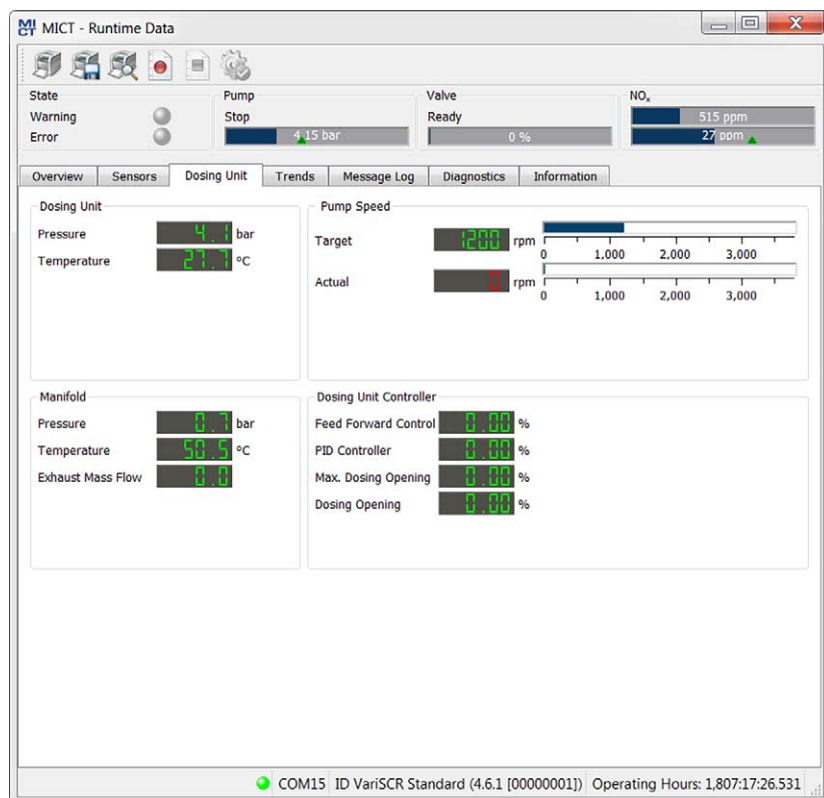 MI CT MICT - Runtime Data
State Pump Valve NOx
Warning Stop Ready 515 ppm
Error 4.15 bar 0 % 27 ppm
Overview Sensors Dosing Unit Trends Message Log Diagnostics Information
Dosing Unit Pump Speed
Pressure 4.1 bar
Target 1200 rpm
0 1,000 2,000 3,000
Temperature 27.7 ºC
Actual 0 rpm
0 1,000 2,000 3,000
Manifold Dosing Unit Controller
Pressure 0.7 bar Feed Forward Control 0.00 %
Temperature 50.5 ºC PID Controller 0.00 %
Exhaust Mass Flow 0.0 Max. Dosing Opening 0.00 %
Dosing Opening 0.00 %
COM15 ID VariSCR Standard (4.6.1 [00000001]) Operating Hours: 1,807:17:26.531